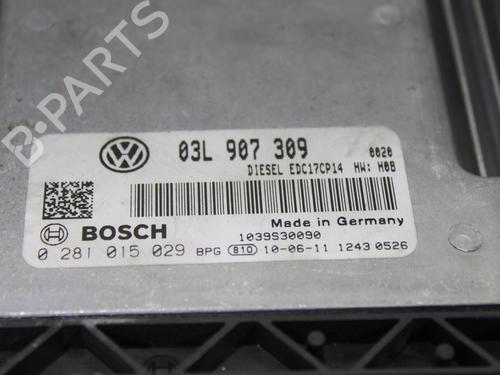 B-PARTS
VW
03L 907 309
0020
DIESEL EDC17CP14 HW: H08
Made in Germany
BOSCH
1039S30090
0 281 015 029 BPG 810 10-06-11 1243 0526